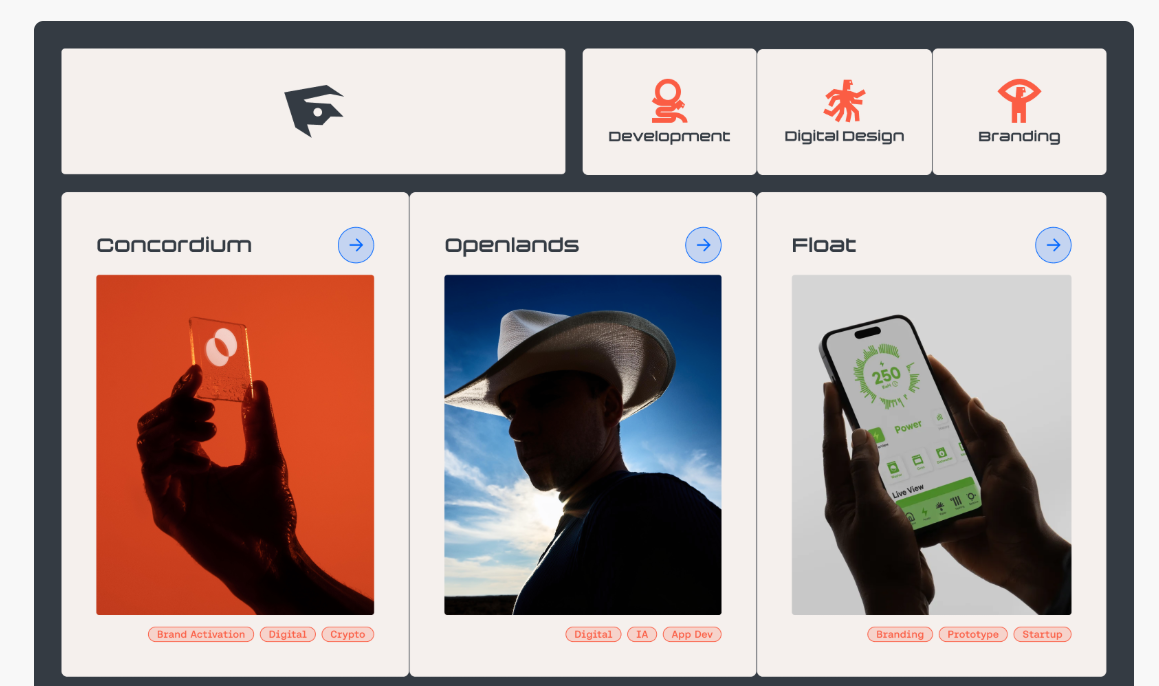 Development
Digital Design
Branding
Concordium
Openlands
Float
250
Power
Live View
Brand Activation
Digital
Crypto
Digital
IA
App Dev
Branding
Prototype
Startup